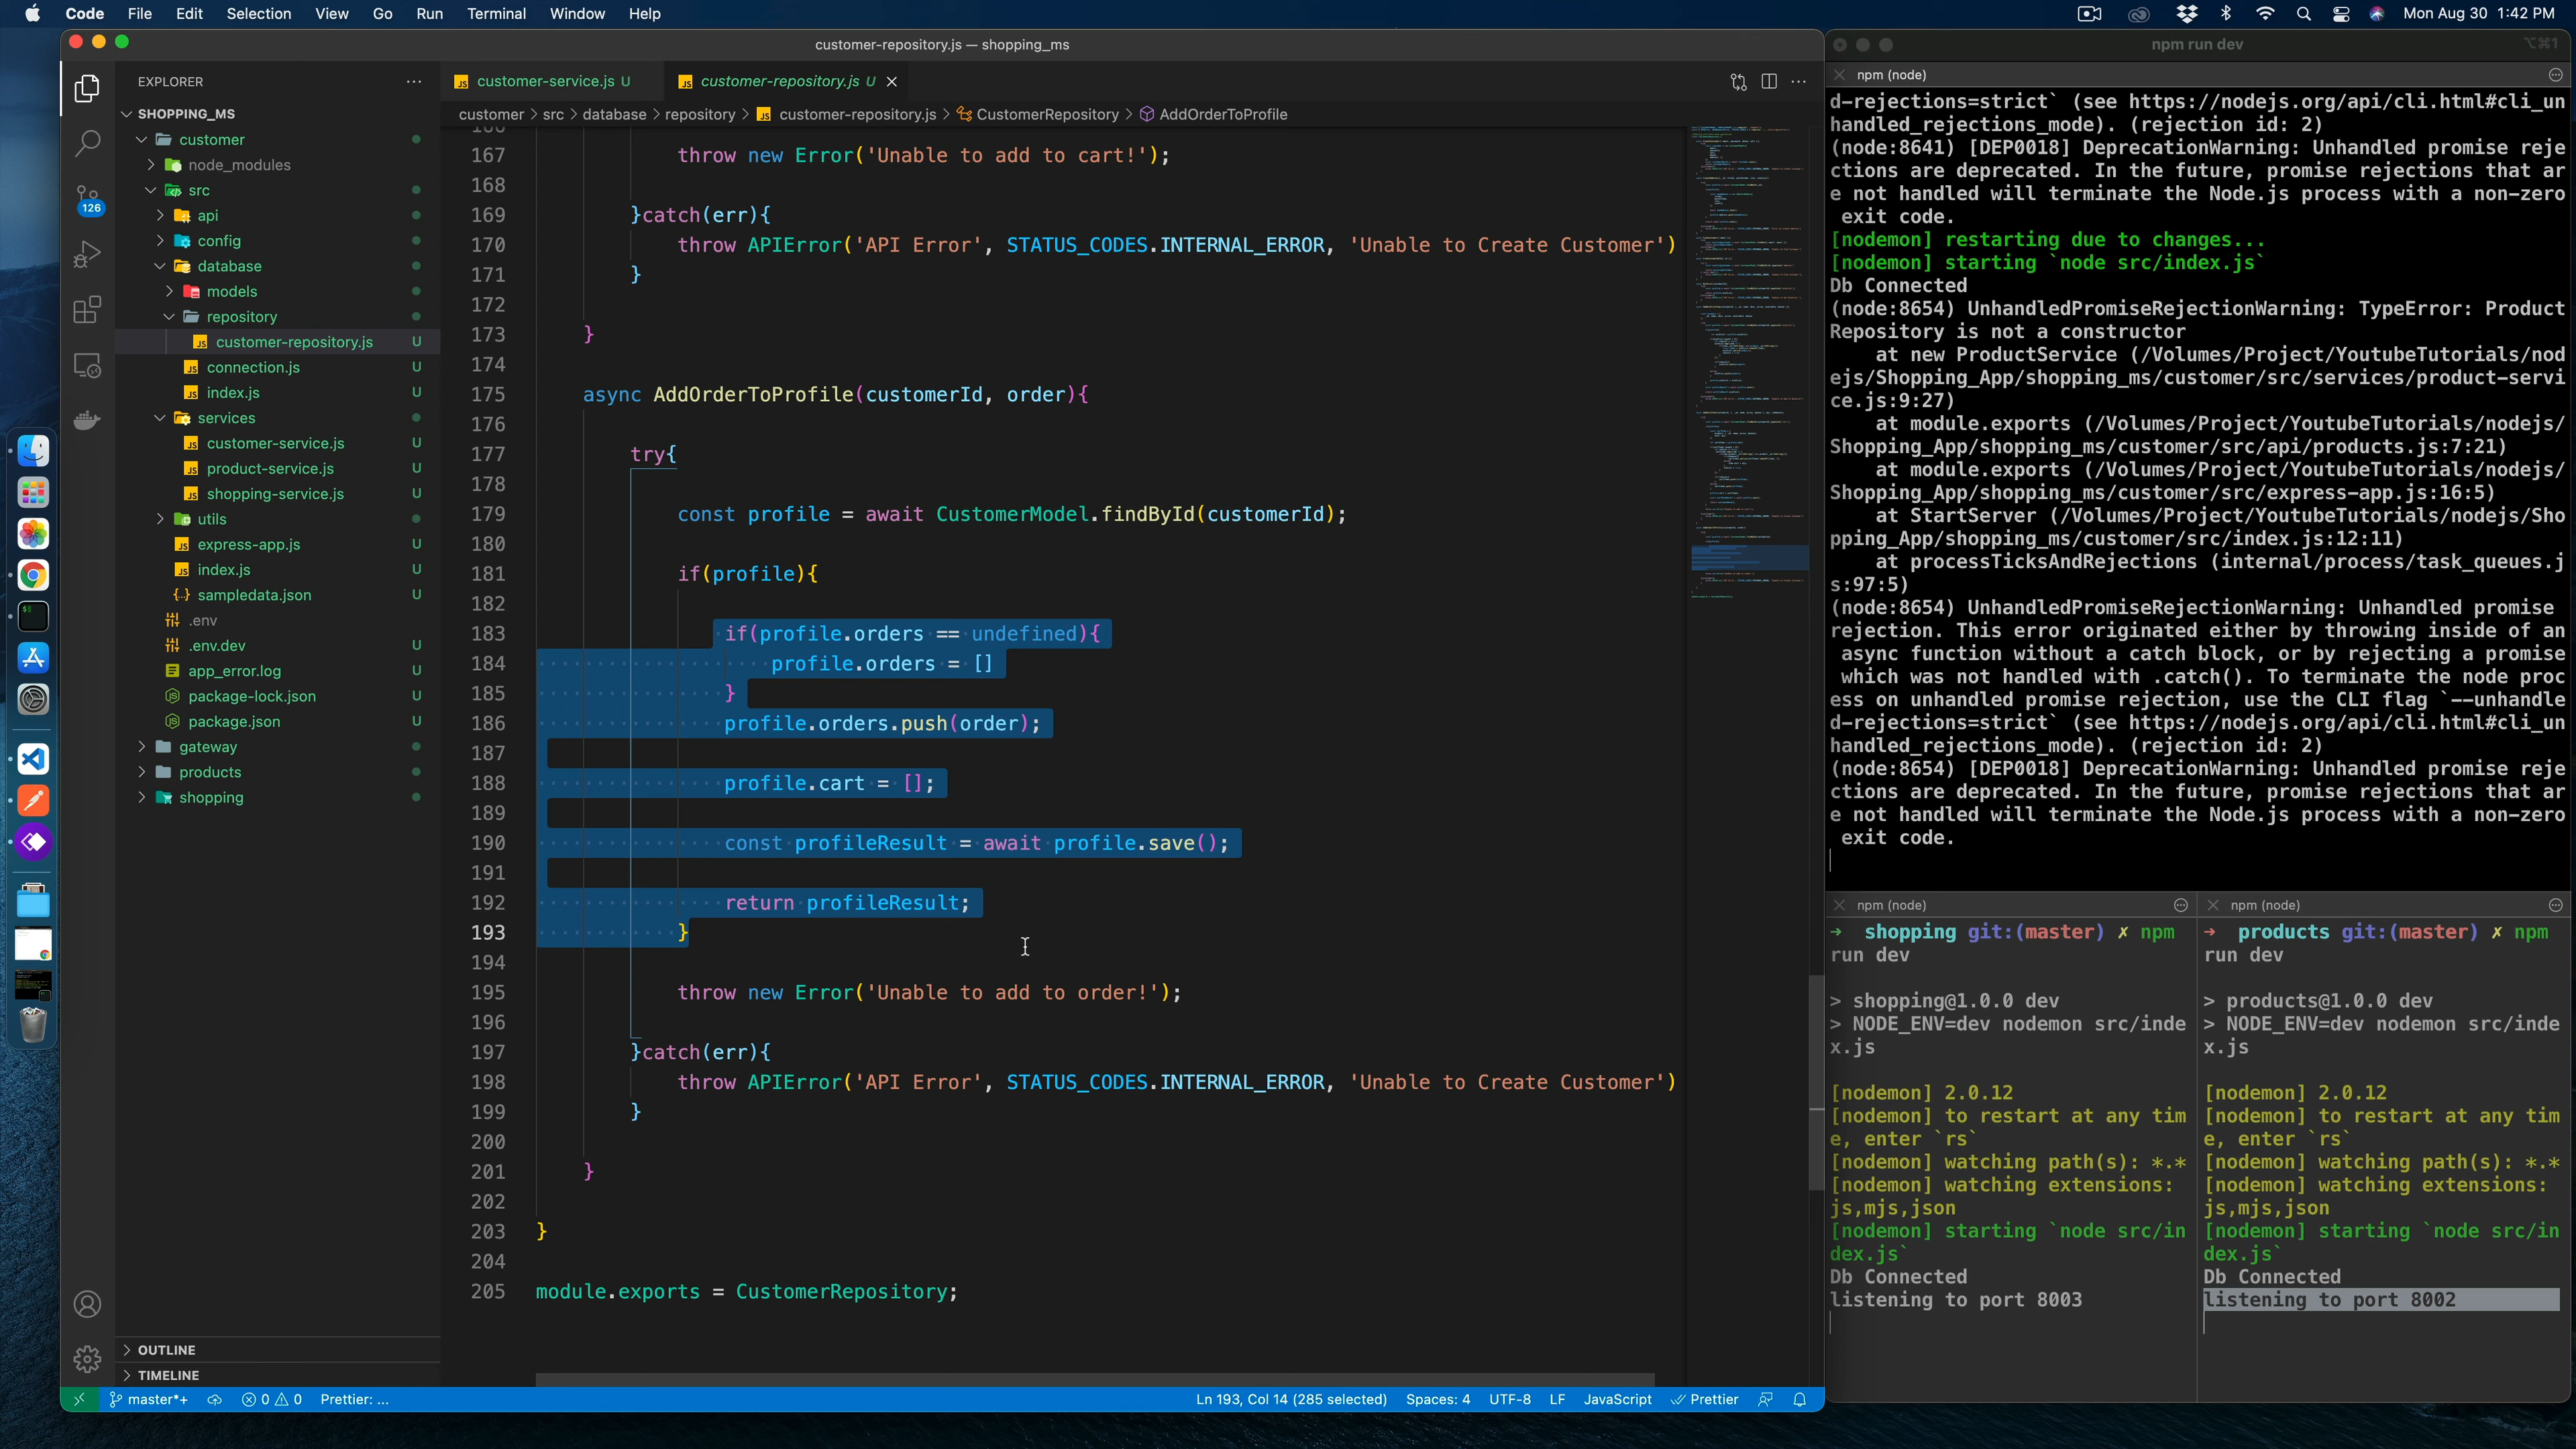 Code File Edit Selection View Go Run Terminal Window Help
Mon Aug 30 1:42 PM
customer-repository.js — shopping_ms
EXPLORER
SHOPPING_MS
customer
node_modules
src
api
config
database
models
repository
customer-repository.js U
connection.js U
index.js U
services
customer-service.js U
product-service.js U
shopping-service.js U
utils
express-app.js U
index.js U
sampledata.json U
.env
.env.dev U
app_error.log U
package-lock.json U
package.json U
gateway
products
shopping
OUTLINE
TIMELINE
126
customer-service.js U
customer-repository.js U
customer > src > database > repository > customer-repository.js > CustomerRepository > AddOrderToProfile
167 throw new Error('Unable to add to cart!');
168
169 }catch(err){
170 throw APIError('API Error', STATUS_CODES.INTERNAL_ERROR, 'Unable to Create Customer')
171 }
172
173 }
174
175 async AddOrderToProfile(customerId, order){
176
177 try{
178
179 const profile = await CustomerModel.findById(customerId);
180
181 if(profile){
182
183 if(profile.orders == undefined){
184 profile.orders = []
185 }
186 profile.orders.push(order);
187
188 profile.cart = [];
189
190 const profileResult = await profile.save();
191
192 return profileResult;
193 }
194
195 throw new Error('Unable to add to order!');
196
197 }catch(err){
198 throw APIError('API Error', STATUS_CODES.INTERNAL_ERROR, 'Unable to Create Customer')
199 }
200
201 }
202
203 }
204
205 module.exports = CustomerRepository;
master*+ 0 0 Prettier: ...
Ln 193, Col 14 (285 selected) Spaces: 4 UTF-8 LF JavaScript Prettier
npm run dev
⌥⌘1
npm (node)
d-rejections=strict` (see https://nodejs.org/api/cli.html#cli_un
handled_rejections_mode). (rejection id: 2)
(node:8641) [DEP0018] DeprecationWarning: Unhandled promise reje
ctions are deprecated. In the future, promise rejections that ar
e not handled will terminate the Node.js process with a non-zero
exit code.
[nodemon] restarting due to changes...
[nodemon] starting `node src/index.js`
Db Connected
(node:8654) UnhandledPromiseRejectionWarning: TypeError: Product
Repository is not a constructor
at new ProductService (/Volumes/Project/YoutubeTutorials/nod
ejs/Shopping_App/shopping_ms/customer/src/services/product-servi
ce.js:9:27)
at module.exports (/Volumes/Project/YoutubeTutorials/nodejs/
Shopping_App/shopping_ms/customer/src/api/products.js:7:21)
at module.exports (/Volumes/Project/YoutubeTutorials/nodejs/
Shopping_App/shopping_ms/customer/src/express-app.js:16:5)
at StartServer (/Volumes/Project/YoutubeTutorials/nodejs/Sho
pping_App/shopping_ms/customer/src/index.js:12:11)
at processTicksAndRejections (internal/process/task_queues.j
s:97:5)
(node:8654) UnhandledPromiseRejectionWarning: Unhandled promise
rejection. This error originated either by throwing inside of an
async function without a catch block, or by rejecting a promise
which was not handled with .catch(). To terminate the node proc
ess on unhandled promise rejection, use the CLI flag `--unhandle
d-rejections=strict` (see https://nodejs.org/api/cli.html#cli_un
handled_rejections_mode). (rejection id: 2)
(node:8654) [DEP0018] DeprecationWarning: Unhandled promise reje
ctions are deprecated. In the future, promise rejections that ar
e not handled will terminate the Node.js process with a non-zero
exit code.
npm (node)
→ shopping git:(master) ✗ npm
run dev
> shopping@1.0.0 dev
> NODE_ENV=dev nodemon src/inde
x.js
[nodemon] 2.0.12
[nodemon] to restart at any tim
e, enter `rs`
[nodemon] watching path(s): *.*
[nodemon] watching extensions:
js,mjs,json
[nodemon] starting `node src/in
dex.js`
Db Connected
listening to port 8003
npm (node)
→ products git:(master) ✗ npm
run dev
> products@1.0.0 dev
> NODE_ENV=dev nodemon src/inde
x.js
[nodemon] 2.0.12
[nodemon] to restart at any tim
e, enter `rs`
[nodemon] watching path(s): *.*
[nodemon] watching extensions:
js,mjs,json
[nodemon] starting `node src/in
dex.js`
Db Connected
listening to port 8002